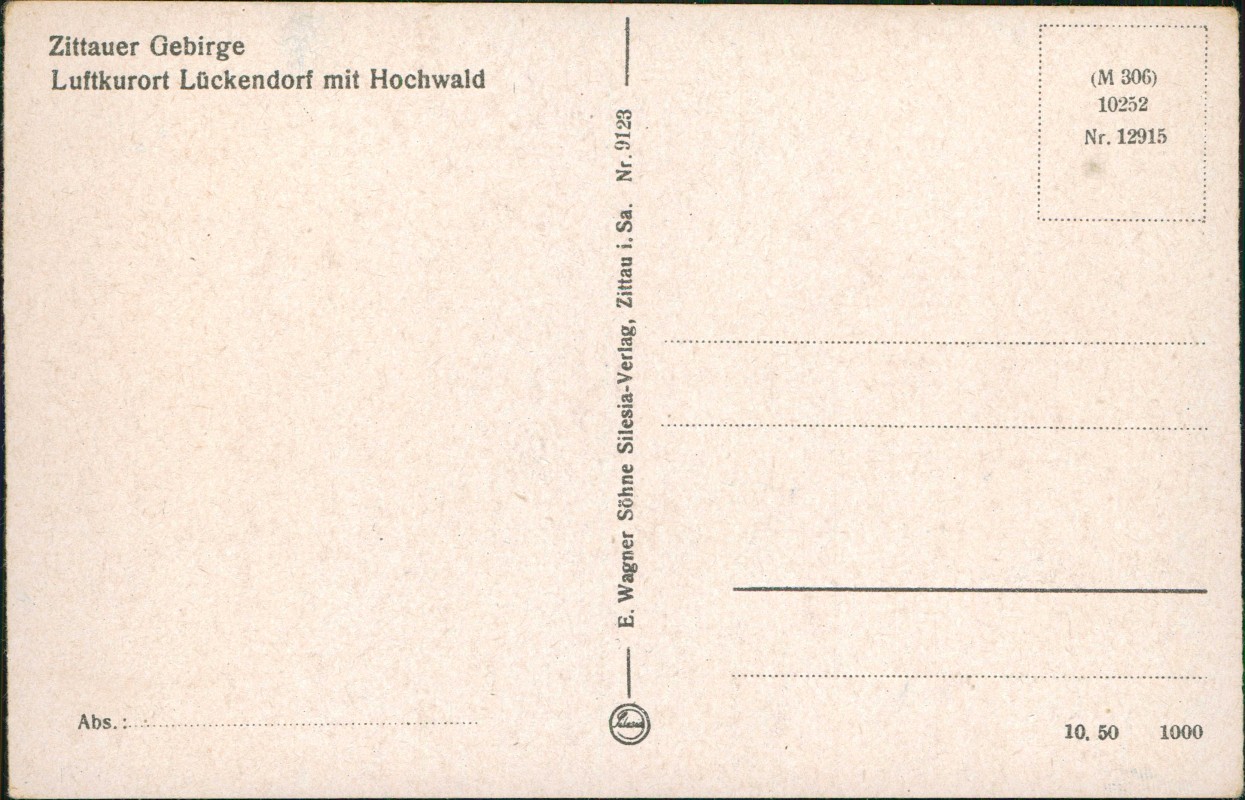 Zittauer Gebirge
Luftkurort Lückendorf mit Hochwald
(M 306)
10252
Nr. 12915
E. Wagner Söhne Silesia-Verlag, Zittau i. Sa. Nr. 9123
Abs.:
10. 50 1000